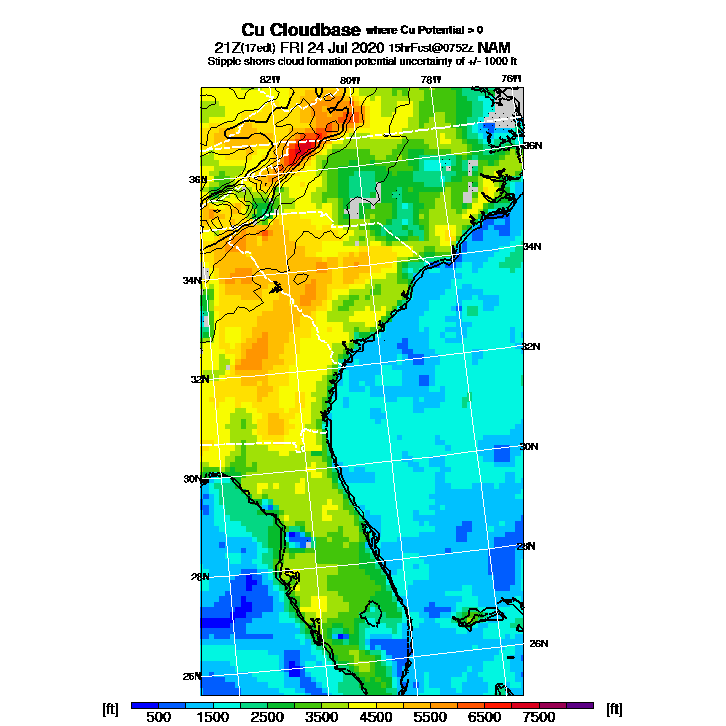 Cu Cloudbase where Cu Potential > 0
21Z(17edt) FRI 24 Jul 2020 15hrFcst@0752z NAM
Stipple shows cloud formation potential uncertainty of +/- 1000 ft
82W 80W 78W 76W
36N
36N
34N
34N
32N
32N
30N
30N
28N
28N
26N
26N
[ft] 500 1500 2500 3500 4500 5500 6500 7500 [ft]